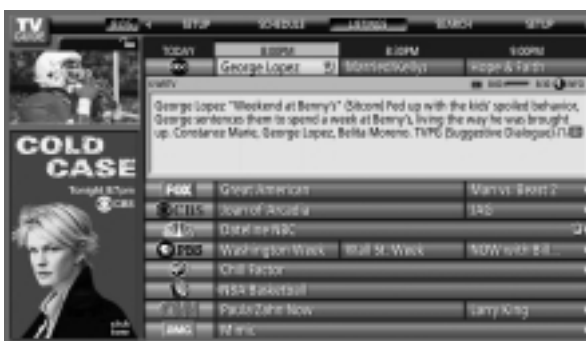 TV
GUIDE
SETUP SCHEDULE LISTINGS SEARCH SETUP
TODAY 8:00PM 8:30PM 9:00PM
abc George Lopez Married Kellys Hope & Faith
George Lopez "Weekend at Benny's" (Sitcom) Fed up with the kids' spoiled behavior,
George sentences them to spend a week at Benny's, living the way he was brought
up. Constance Marie, George Lopez, Belita Moreno. TVPG (Suggestive Dialogue)
COLD
CASE
Tonight 8/7pm
CBS
click
here
FOX Great American Man vs. Beast 2
CBS Joan of Arcadia JAG
Dateline NBC
PBS Washington Week Wall St. Week NOW with Bill...
Chill Factor
NBA Basketball
Paula Zahn Now Larry King
AMC Mimic